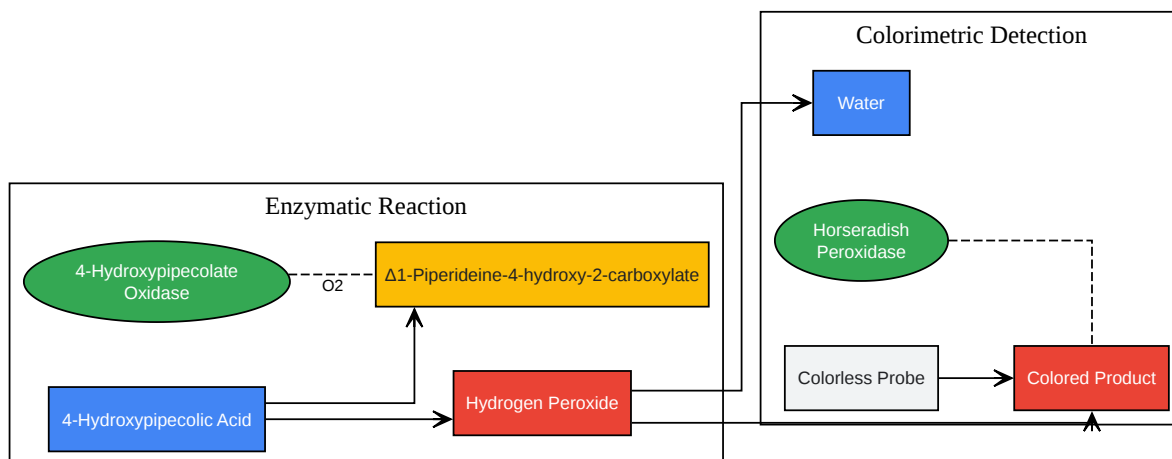 Colorimetric Detection
Water
Enzymatic Reaction
4-Hydroxypipecolate
Oxidase
O2
Δ1-Piperideine-4-hydroxy-2-carboxylate
Horseradish
Peroxidase
4-Hydroxypipecolic Acid
Hydrogen Peroxide
Colorless Probe
Colored Product